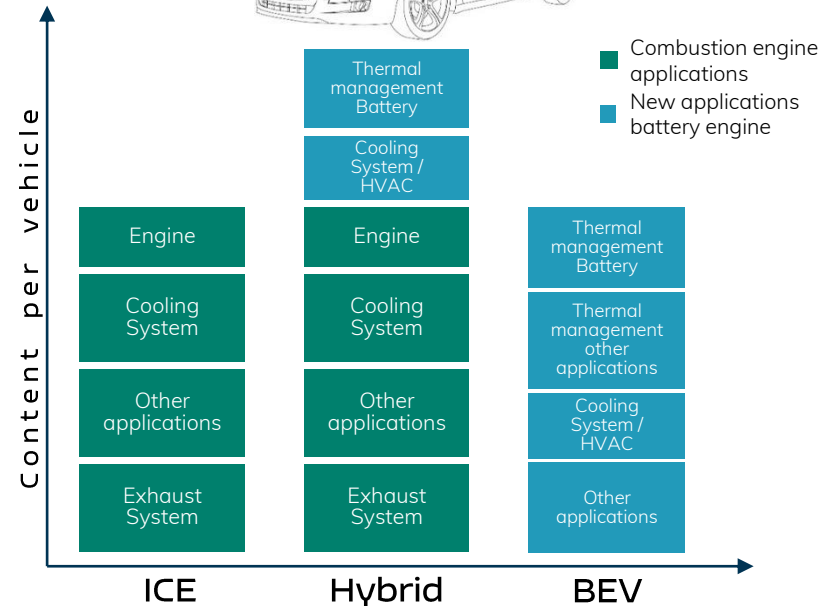 Combustion engine
applications
New applications
battery engine
Content per vehicle
Engine
Cooling
System
Other
applications
Exhaust
System
ICE
Thermal
management
Battery
Cooling
System /
HVAC
Engine
Cooling
System
Other
applications
Exhaust
System
Hybrid
Thermal
management
Battery
Thermal
management
other
applications
Cooling
System /
HVAC
Other
applications
BEV